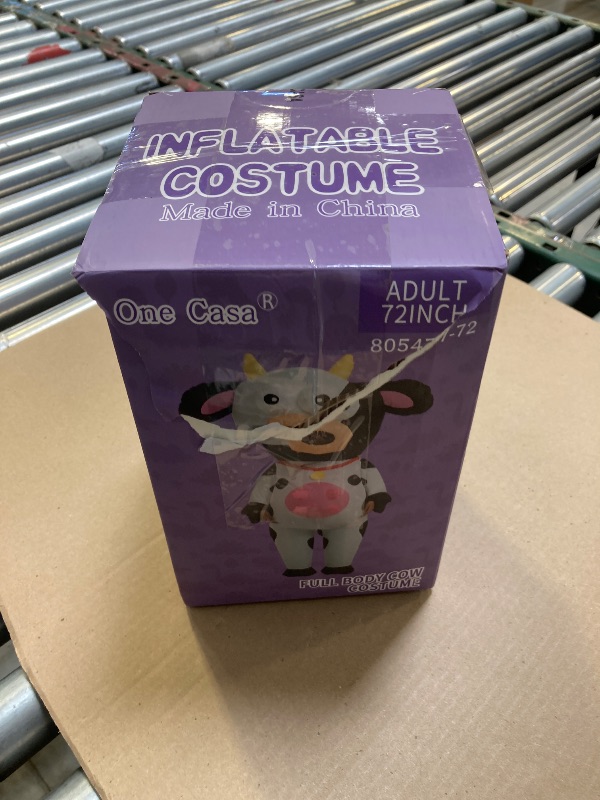 INFLATABLE
COSTUME
Made in China
One Casa®
ADULT
72INCH
FULL BODY COW
COSTUME